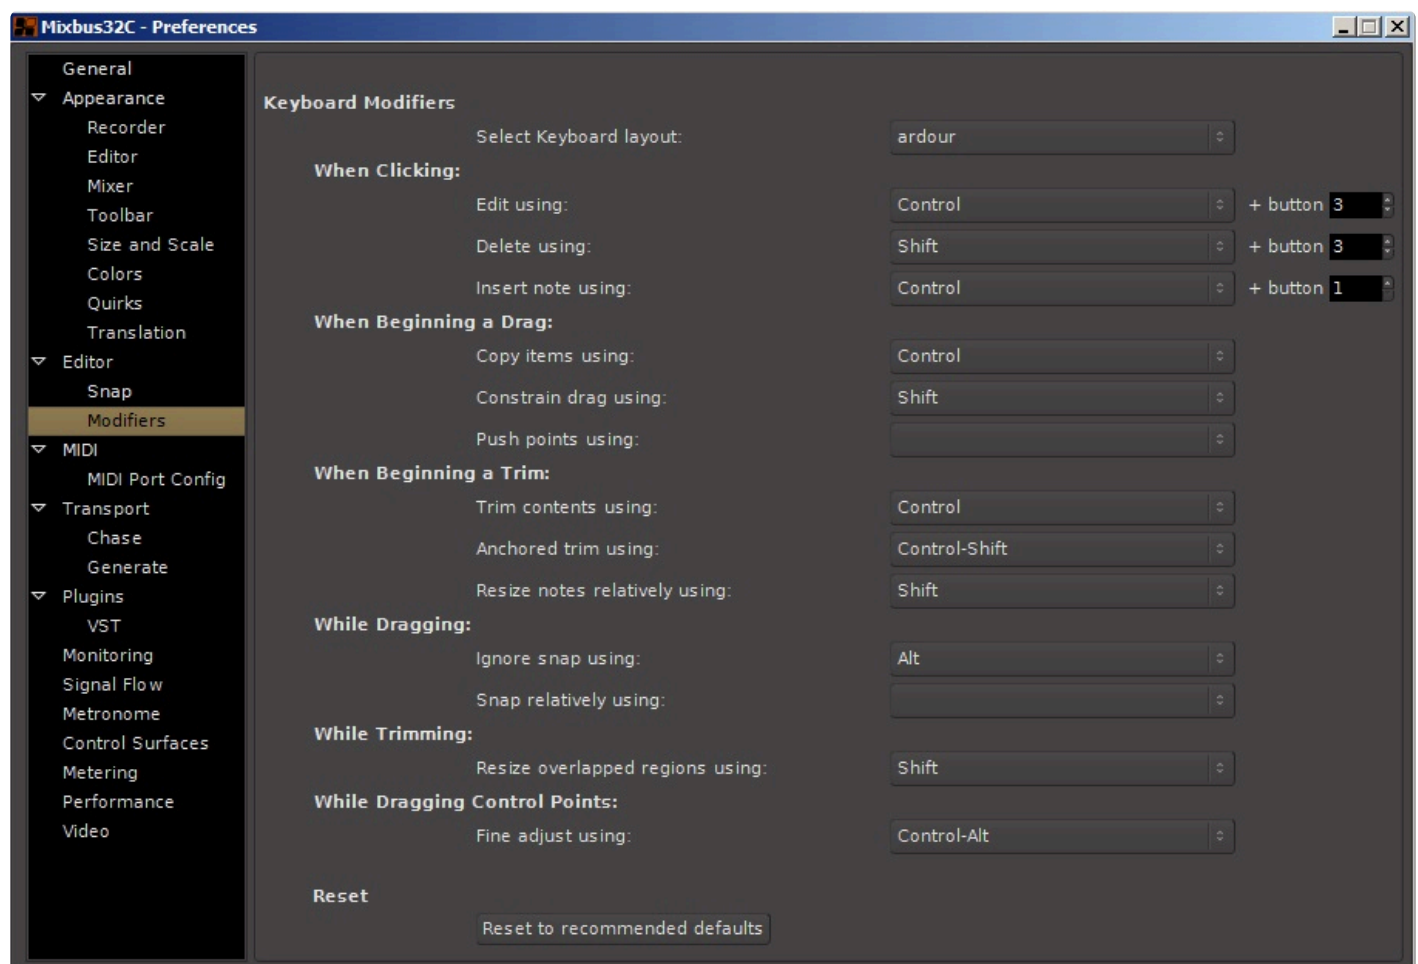 Mixbus32C - Preferences
General
Appearance
Recorder
Editor
Mixer
Toolbar
Size and Scale
Colors
Quirks
Translation
Editor
Snap
Modifiers
MIDI
MIDI Port Config
Transport
Chase
Generate
Plugins
VST
Monitoring
Signal Flow
Metronome
Control Surfaces
Metering
Performance
Video
Keyboard Modifiers
Select Keyboard layout: ardour
When Clicking:
Edit using: Control + button 3
Delete using: Shift + button 3
Insert note using: Control + button 1
When Beginning a Drag:
Copy items using: Control
Constrain drag using: Shift
Push points using:
When Beginning a Trim:
Trim contents using: Control
Anchored trim using: Control-Shift
Resize notes relatively using: Shift
While Dragging:
Ignore snap using: Alt
Snap relatively using:
While Trimming:
Resize overlapped regions using: Shift
While Dragging Control Points:
Fine adjust using: Control-Alt
Reset
Reset to recommended defaults